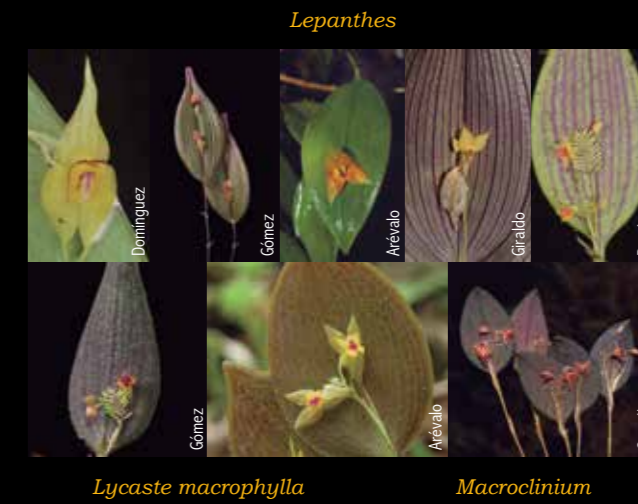 Lepanthes
Dominguez
Gómez
Arévalo
Giraldo
Gómez
Arévalo
Lycaste macrophylla
Macroclinium